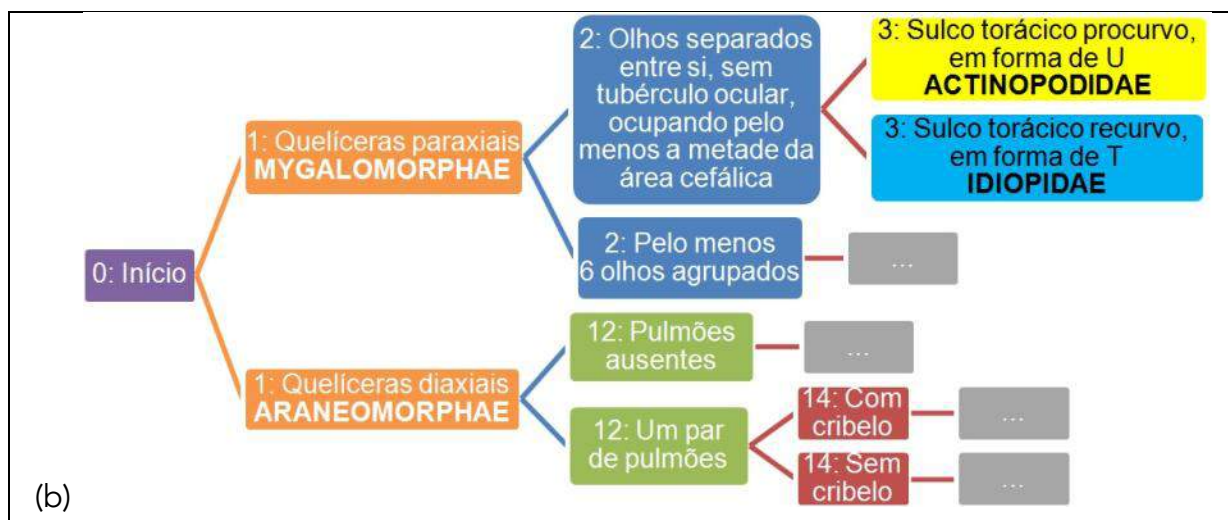 2: Olhos separados
entre si, sem
tubérculo ocular,
ocupando pelo
menos a metade da
área cefálica
3: Sulco torácico procurvo,
em forma de U
ACTINOPODIDAE
3: Sulco torácico recurvo,
em forma de T
IDIOPIDAE
1: Quelíceras paraxiais
MYGALOMORPHAE
2: Pelo menos
6 olhos agrupados
...
0: Início
12: Pulmões
ausentes
...
1: Quelíceras diaxiais
ARANEOMORPHAE
12: Um par
de pulmões
14: Com
cribelo
...
14: Sem
cribelo
...
(b)